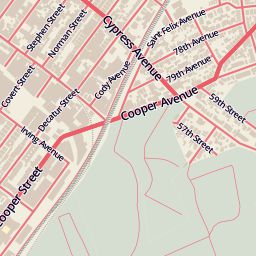 Stephen Street
Norman Street
Cypress Avenue
Saint Felix Avenue
78th Avenue
79th Avenue
Covert Street
Cody Avenue
Decatur Street
Cooper Avenue
59th Street
57th Street
Irving Avenue
ooper Street